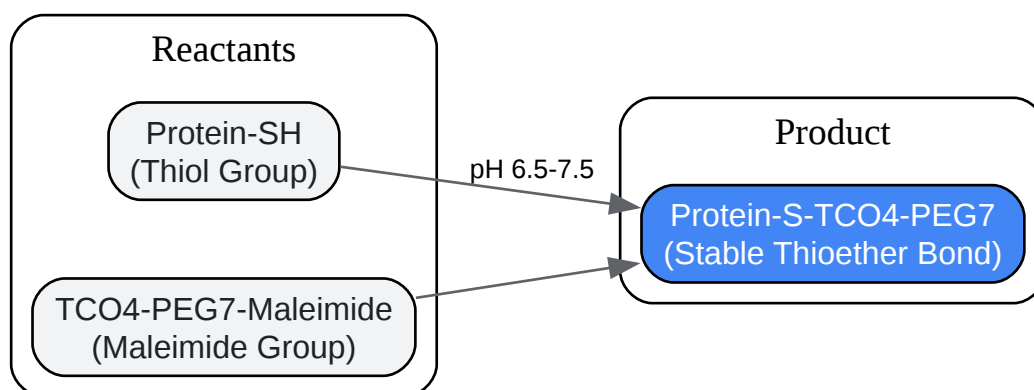 Reactants
Protein-SH
(Thiol Group)
TCO4-PEG7-Maleimide
(Maleimide Group)
pH 6.5-7.5
Product
Protein-S-TCO4-PEG7
(Stable Thioether Bond)